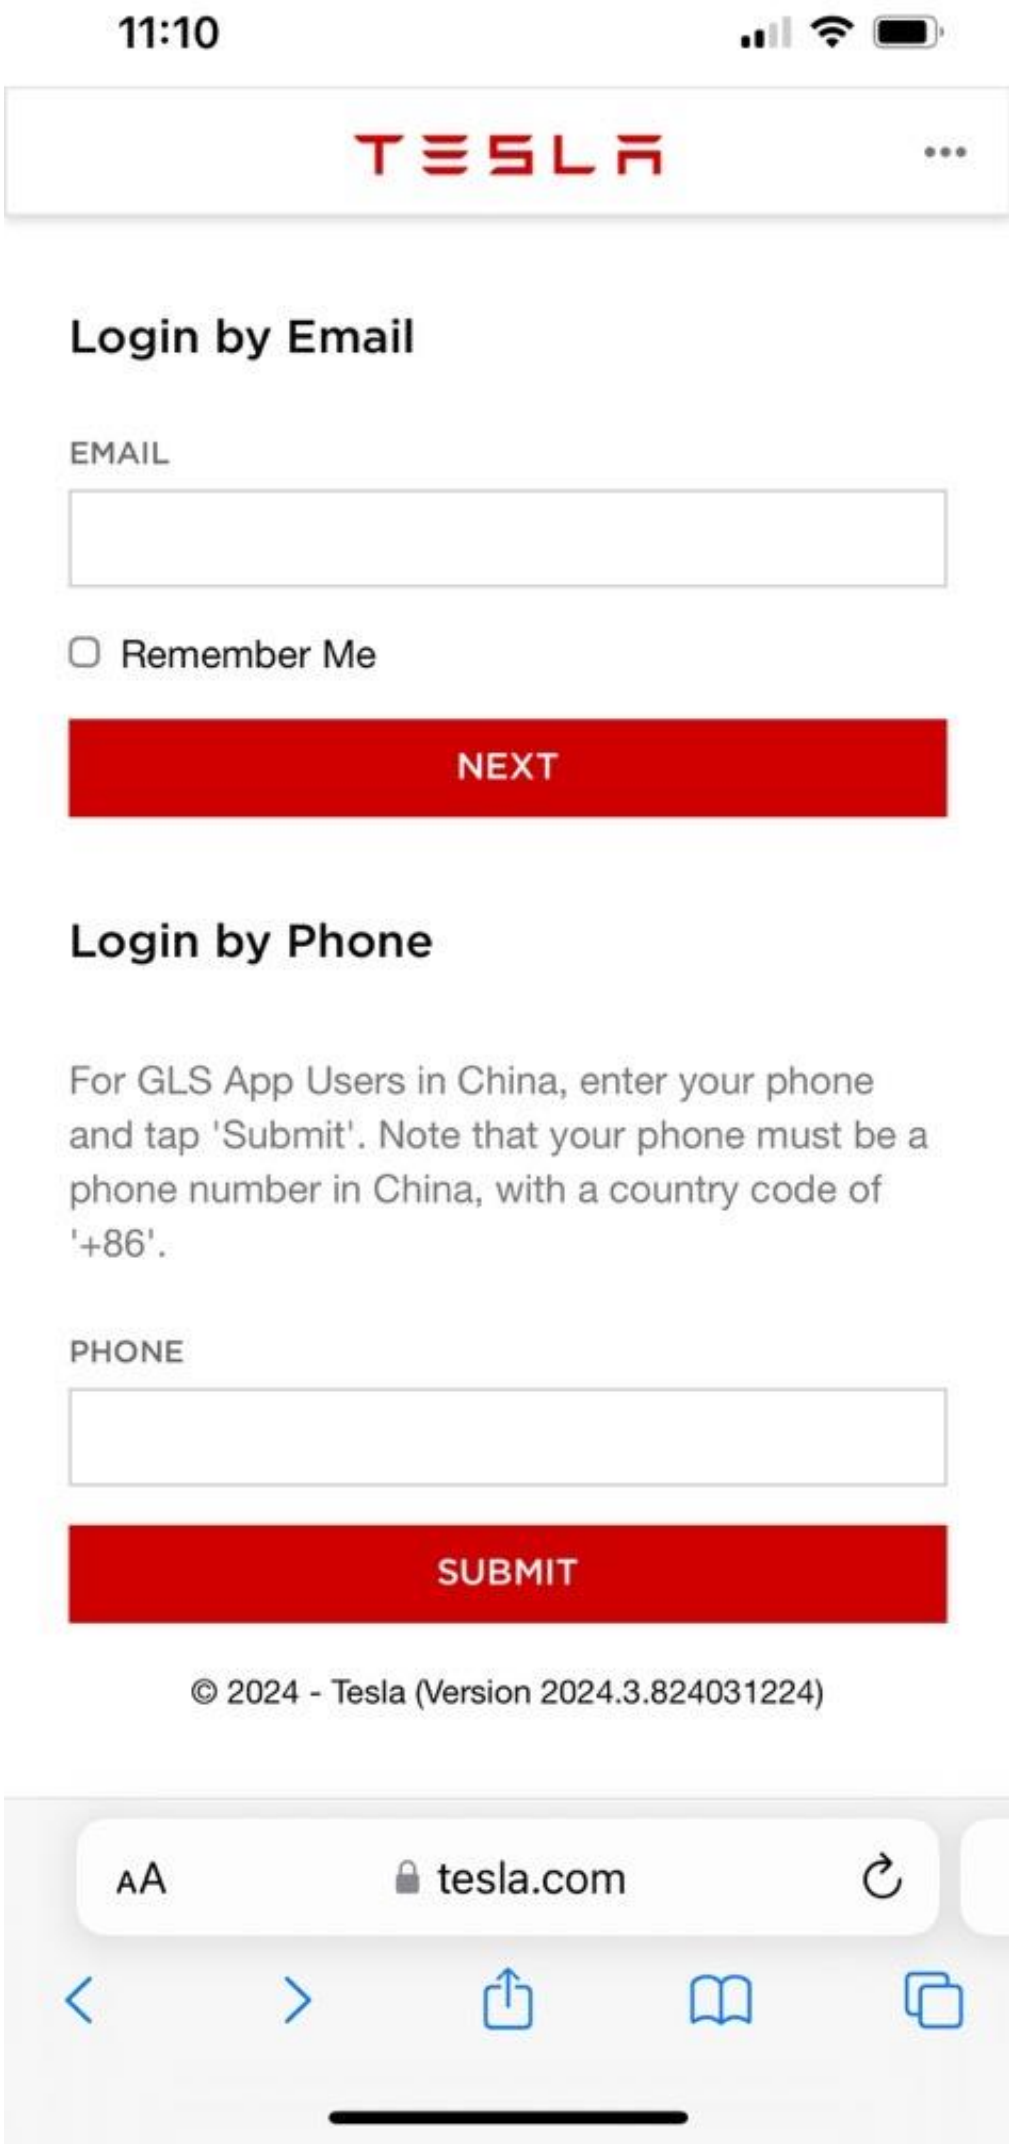 11:10
TESLA
Login by Email
EMAIL
Remember Me
NEXT
Login by Phone
For GLS App Users in China, enter your phone
and tap 'Submit'. Note that your phone must be a
phone number in China, with a country code of
'+86'.
PHONE
SUBMIT
© 2024 - Tesla (Version 2024.3.824031224)
AA tesla.com